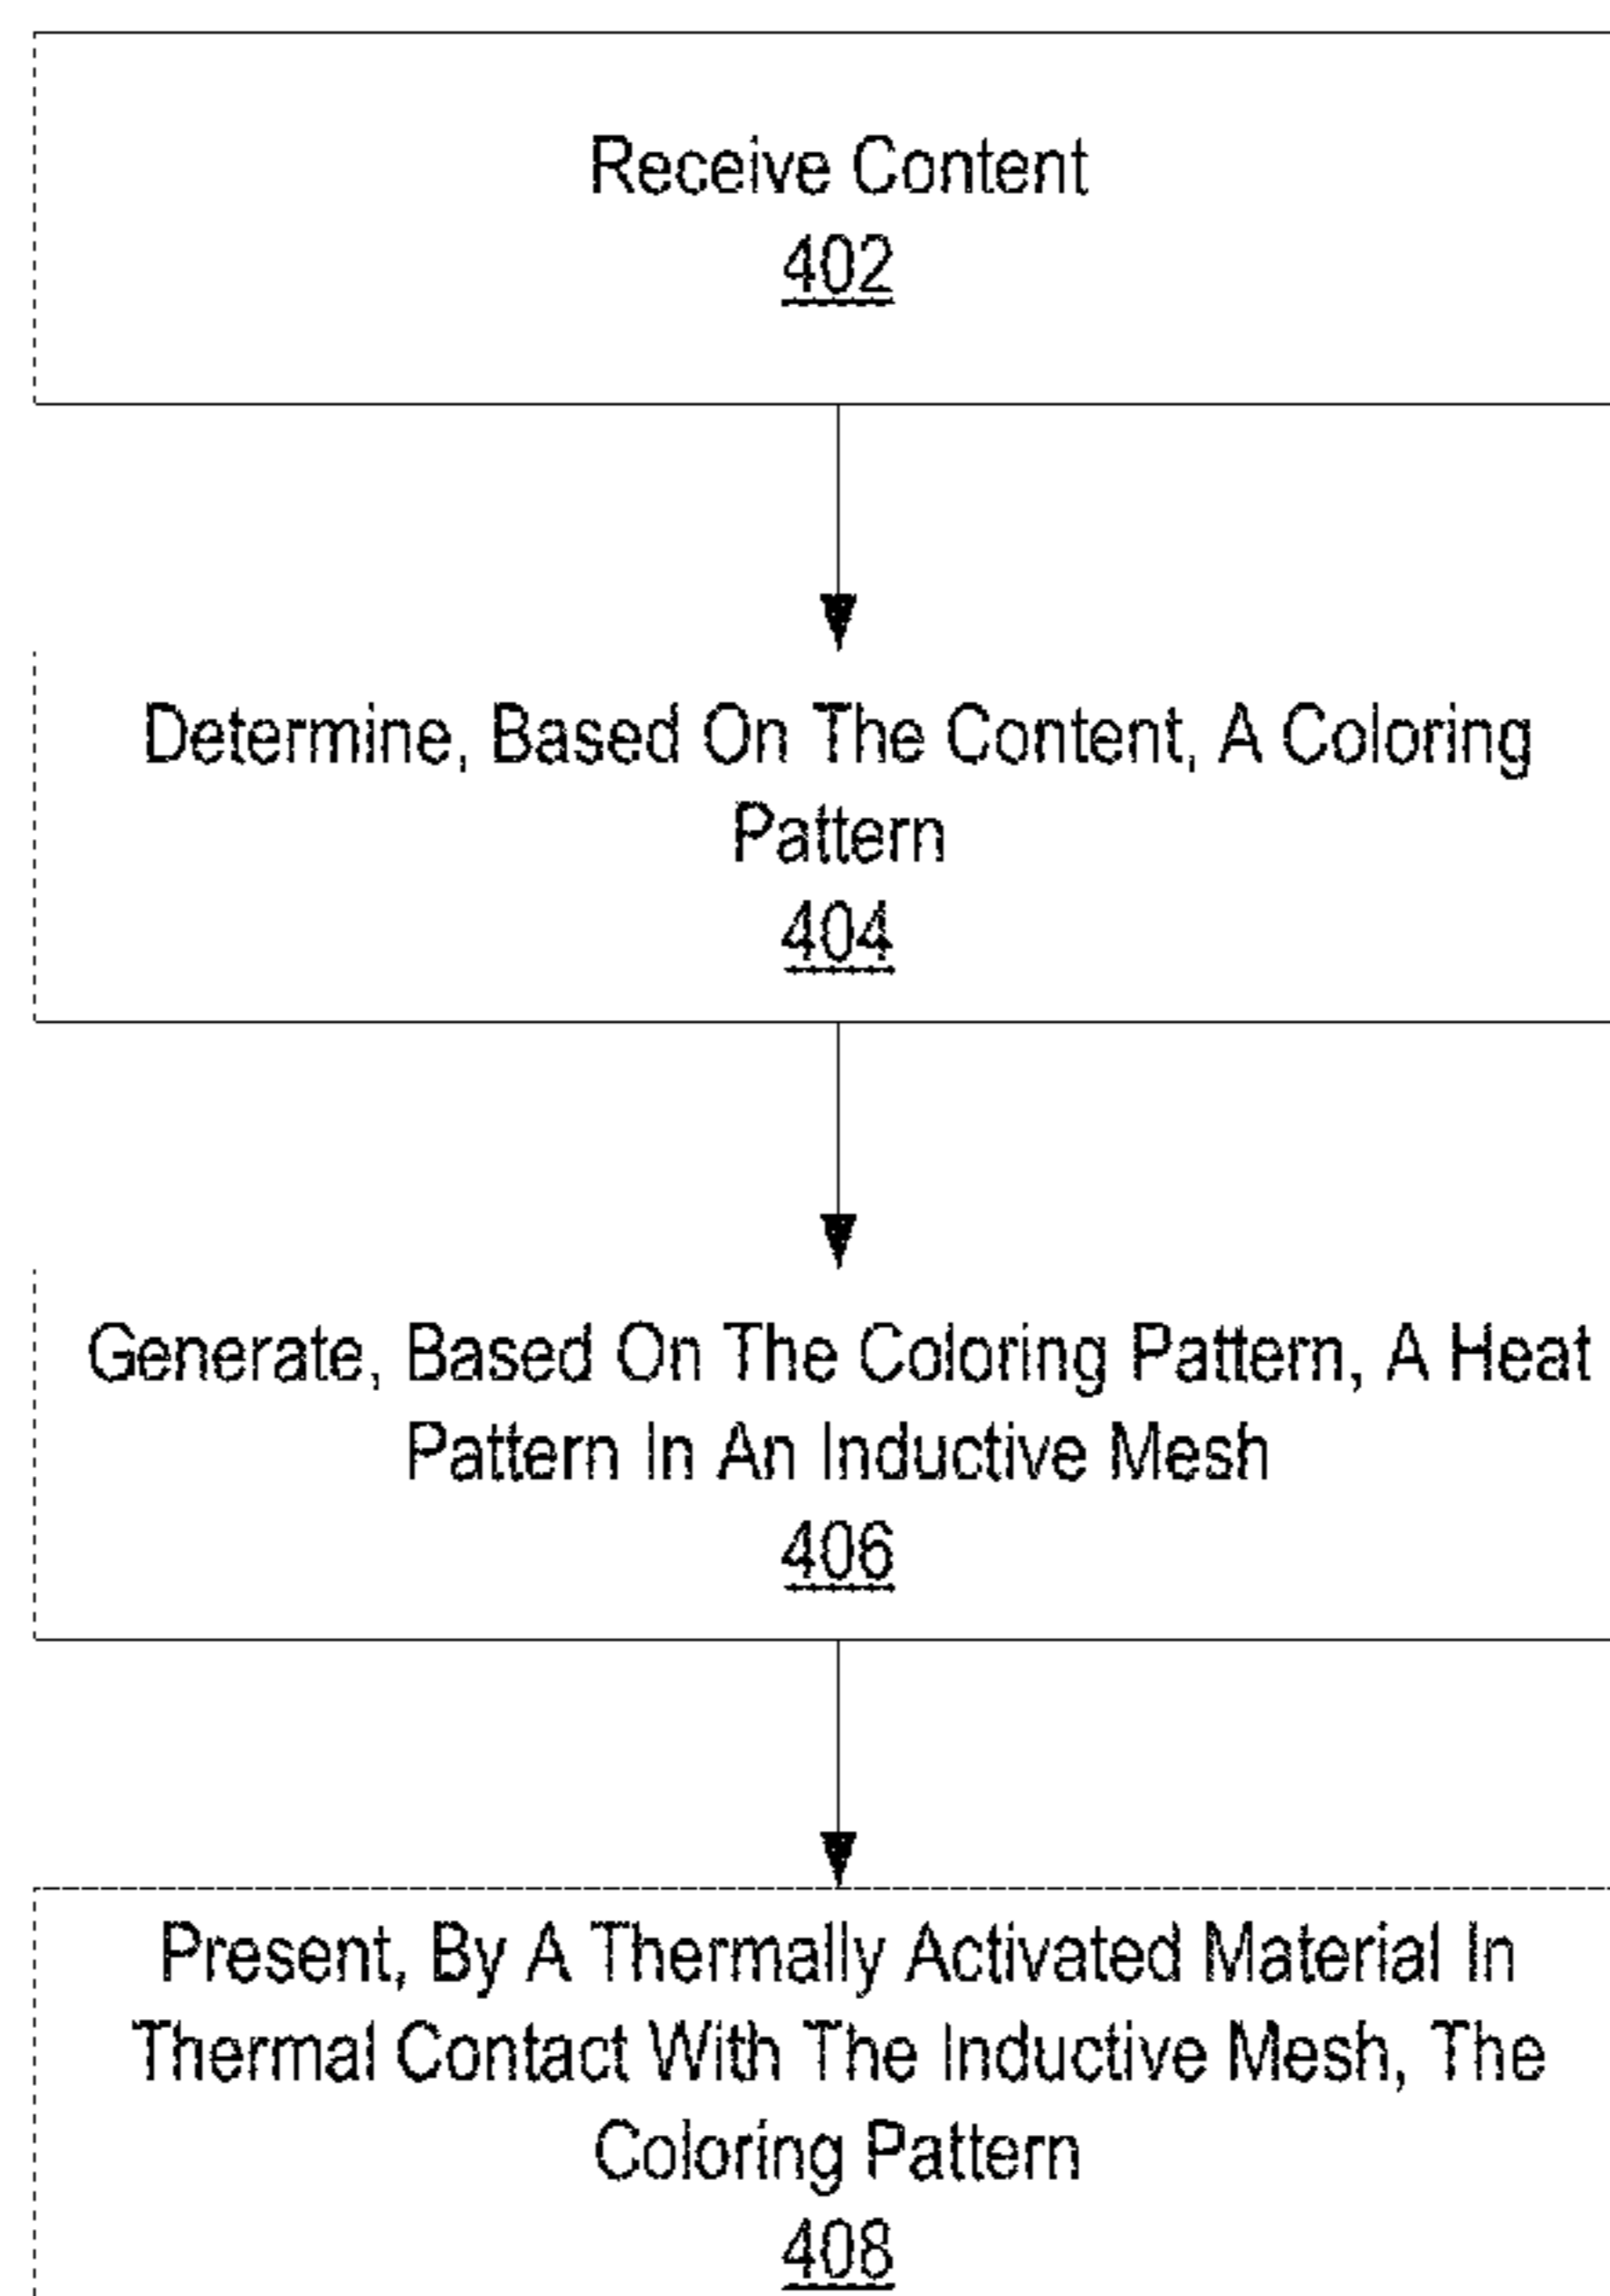 Receive Content
402
Determine, Based On The Content, A Coloring
Pattern
404
Generate, Based On The Coloring Pattern, A Heat
Pattern In An Inductive Mesh
406
Present, By A Thermally Activated Material In
Thermal Contact With The Inductive Mesh, The
Coloring Pattern
408